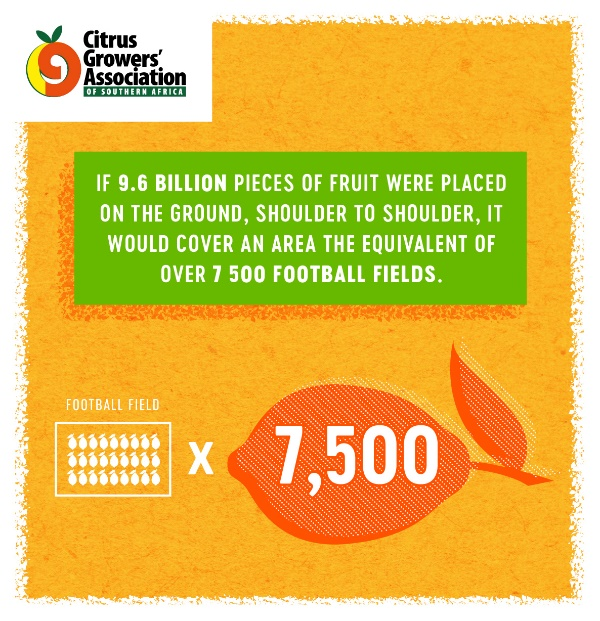 Citrus
Growers'
Association
OF SOUTHERN AFRICA
IF 9.6 BILLION PIECES OF FRUIT WERE PLACED
ON THE GROUND, SHOULDER TO SHOULDER, IT
WOULD COVER AN AREA THE EQUIVALENT OF
OVER 7 500 FOOTBALL FIELDS.
FOOTBALL FIELD
X
7,500